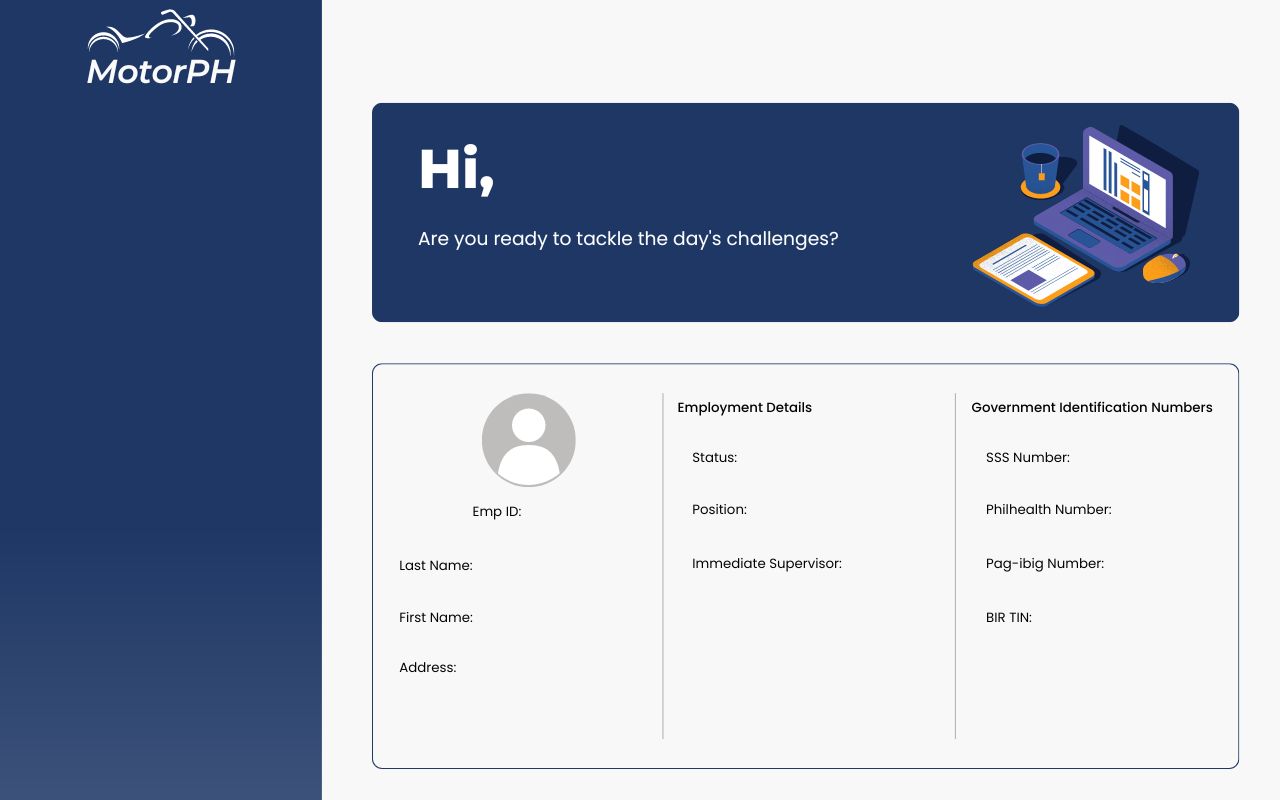 MotorPH
Hi,
Are you ready to tackle the day's challenges?
Emp ID:
Last Name:
First Name:
Address:
Employment Details
Status:
Position:
Immediate Supervisor:
Government Identification Numbers
SSS Number:
Philhealth Number:
Pag-ibig Number:
BIR TIN: